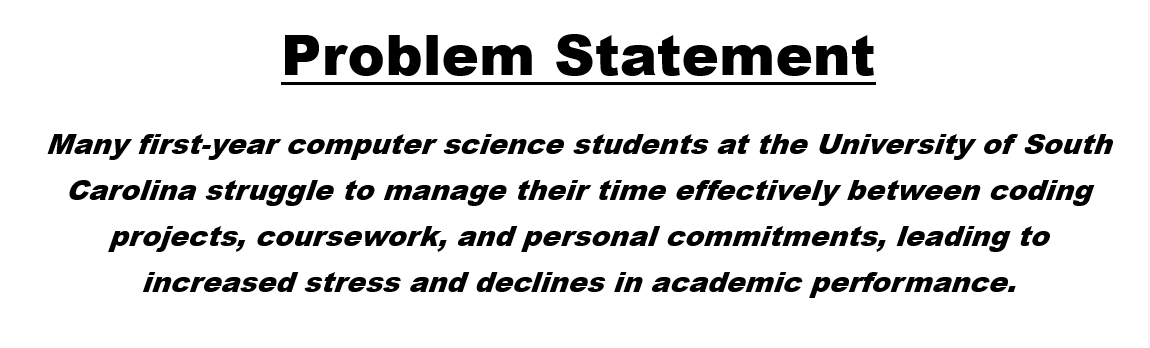 Problem Statement
Many first-year computer science students at the University of South
Carolina struggle to manage their time effectively between coding
projects, coursework, and personal commitments, leading to
increased stress and declines in academic performance.